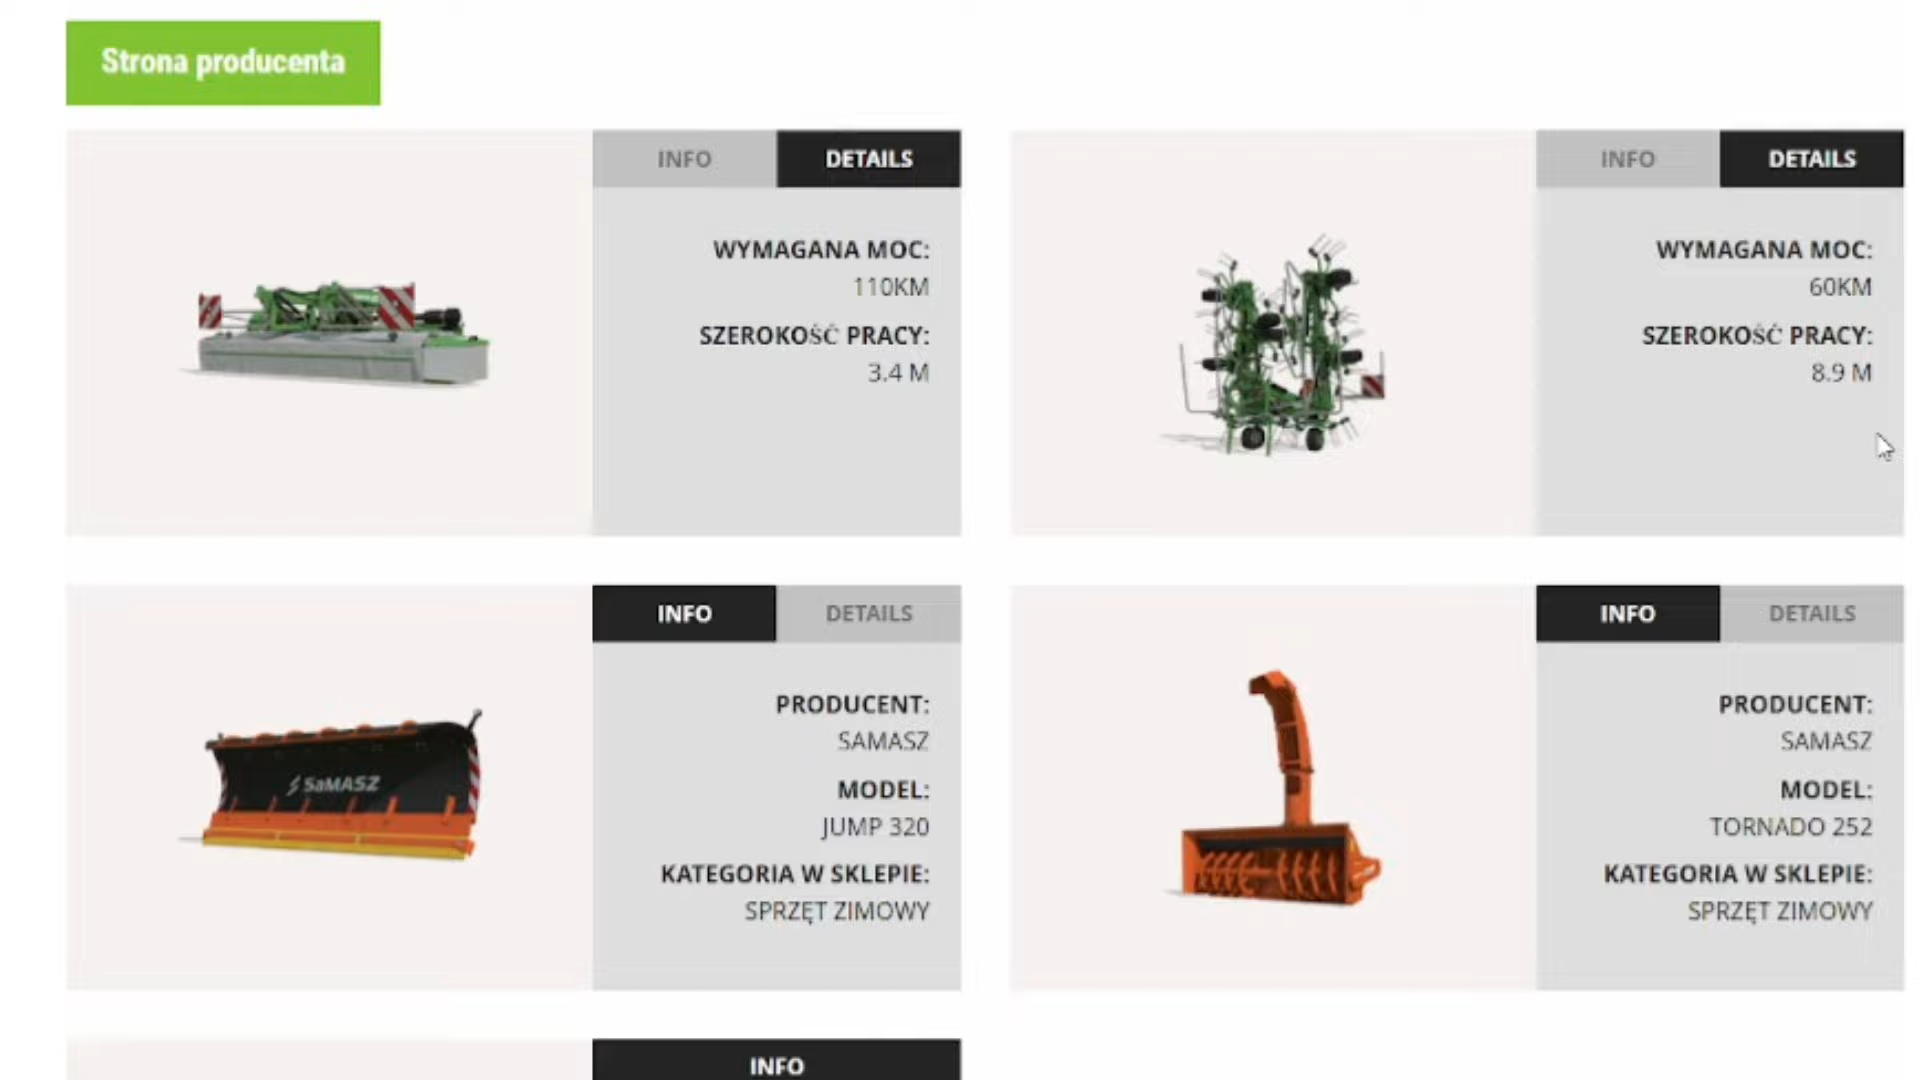 Strona producenta
INFO
DETAILS
WYMAGANA MOC:
110KM
SZEROKOŚĆ PRACY:
3.4 M
INFO
DETAILS
WYMAGANA MOC:
60KM
SZEROKOŚĆ PRACY:
8.9 M
SaMASZ
INFO
DETAILS
PRODUCENT:
SAMASZ
MODEL:
JUMP 320
KATEGORIA W SKLEPIE:
SPRZĘT ZIMOWY
INFO
DETAILS
PRODUCENT:
SAMASZ
MODEL:
TORNADO 252
KATEGORIA W SKLEPIE:
SPRZĘT ZIMOWY
INFO